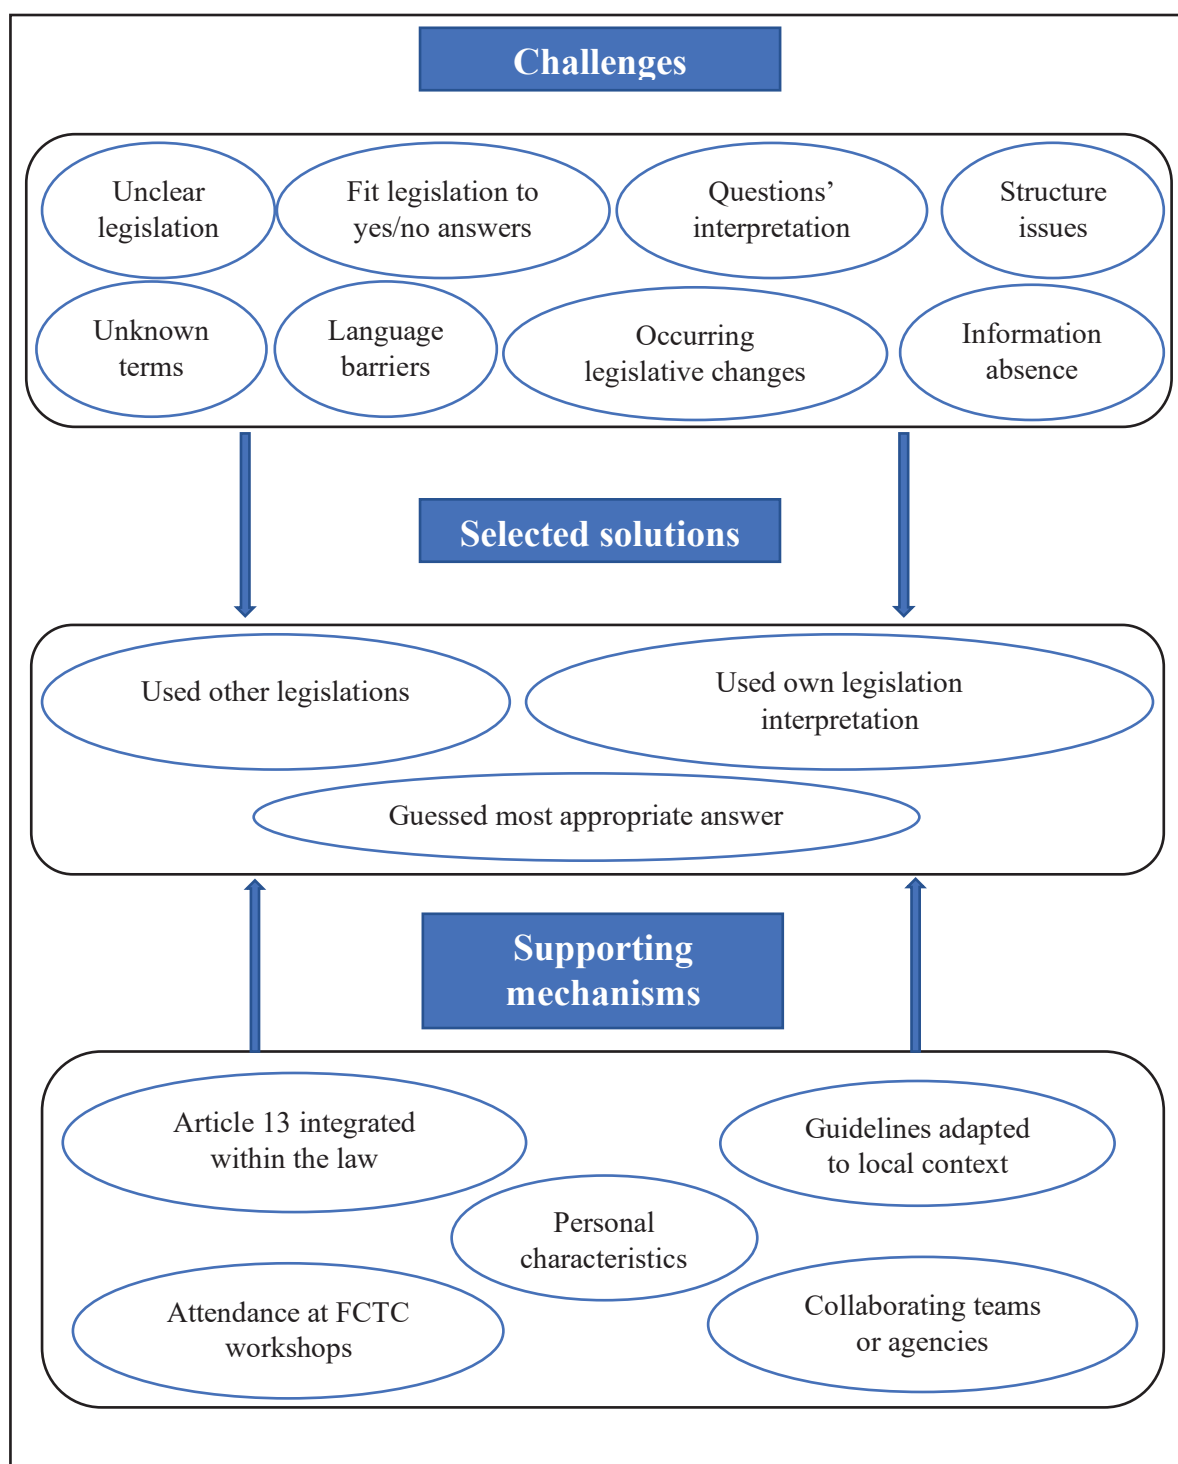 Challenges
Unclear
legislation
Fit legislation to
yes/no answers
Questions’
interpretation
Structure
issues
Unknown
terms
Language
barriers
Occurring
legislative changes
Information
absence
Selected solutions
Used other legislations
Used own legislation
interpretation
Guessed most appropriate answer
Supporting
mechanisms
Article 13 integrated
within the law
Guidelines adapted
to local context
Personal
characteristics
Attendance at FCTC
workshops
Collaborating teams
or agencies